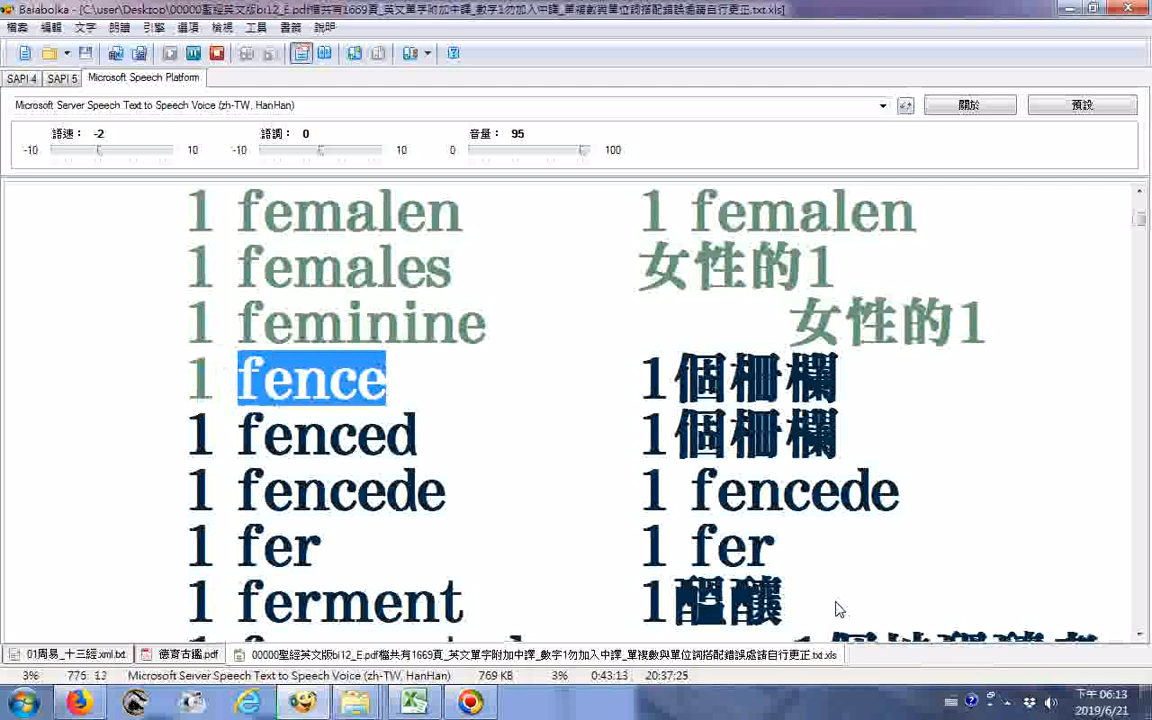 Balabolka - [C:\user\Desktop\00000聖經英文版bi12_E.pdf檔共有1669頁_英文單字附加中譯_數字1勿加入中譯_單複數與單位詞搭配錯誤處請自行更正.txt.xls]
檔案 編輯 文字 朗讀 引擎 選項 檢視 工具 書籤 說明
SAPI 4 SAPI 5 Microsoft Speech Platform
Microsoft Server Speech Text to Speech Voice (zh-TW, HanHan) 關於 預設
語速： -2 語調： 0 音量： 95
-10 10 -10 10 0 100
1 femalen 1 femalen
1 females 女性的1
1 feminine 女性的1
1 fence 1個柵欄
1 fenced 1個柵欄
1 fencede 1 fencede
1 fer 1 fer
1 ferment 1醞釀
01周易_十三經.xml.txt 德育古鑑.pdf 00000聖經英文版bi12_E.pdf檔共有1669頁_英文單字附加中譯_數字1勿加入中譯_單複數與單位詞搭配錯誤處請自行更正.txt.xls
3% 775: 12 Microsoft Server Speech Text to Speech Voice (zh-TW, HanHan) 769 KB 3% 0:43:13 20:37:25
下午 06:13
2019/6/21